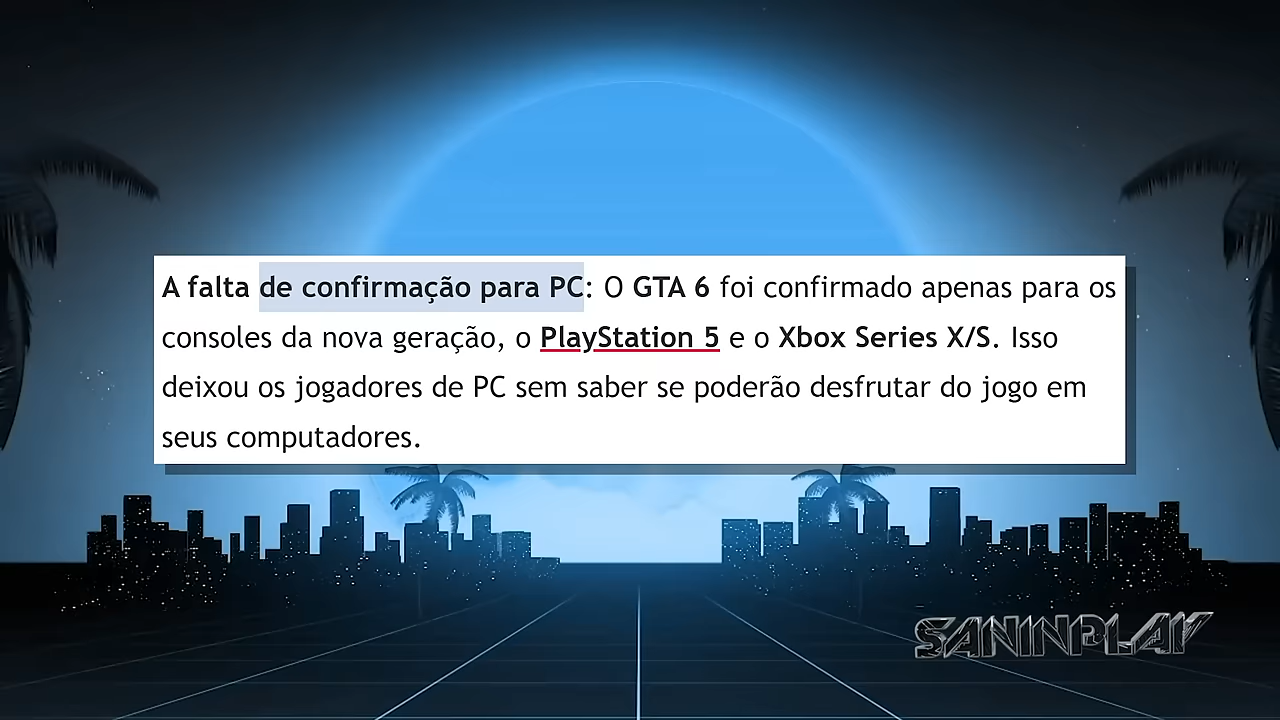 A falta de confirmação para PC: O GTA 6 foi confirmado apenas para os
consoles da nova geração, o PlayStation 5 e o Xbox Series X/S. Isso
deixou os jogadores de PC sem saber se poderão desfrutar do jogo em
seus computadores.
SANINPLAY